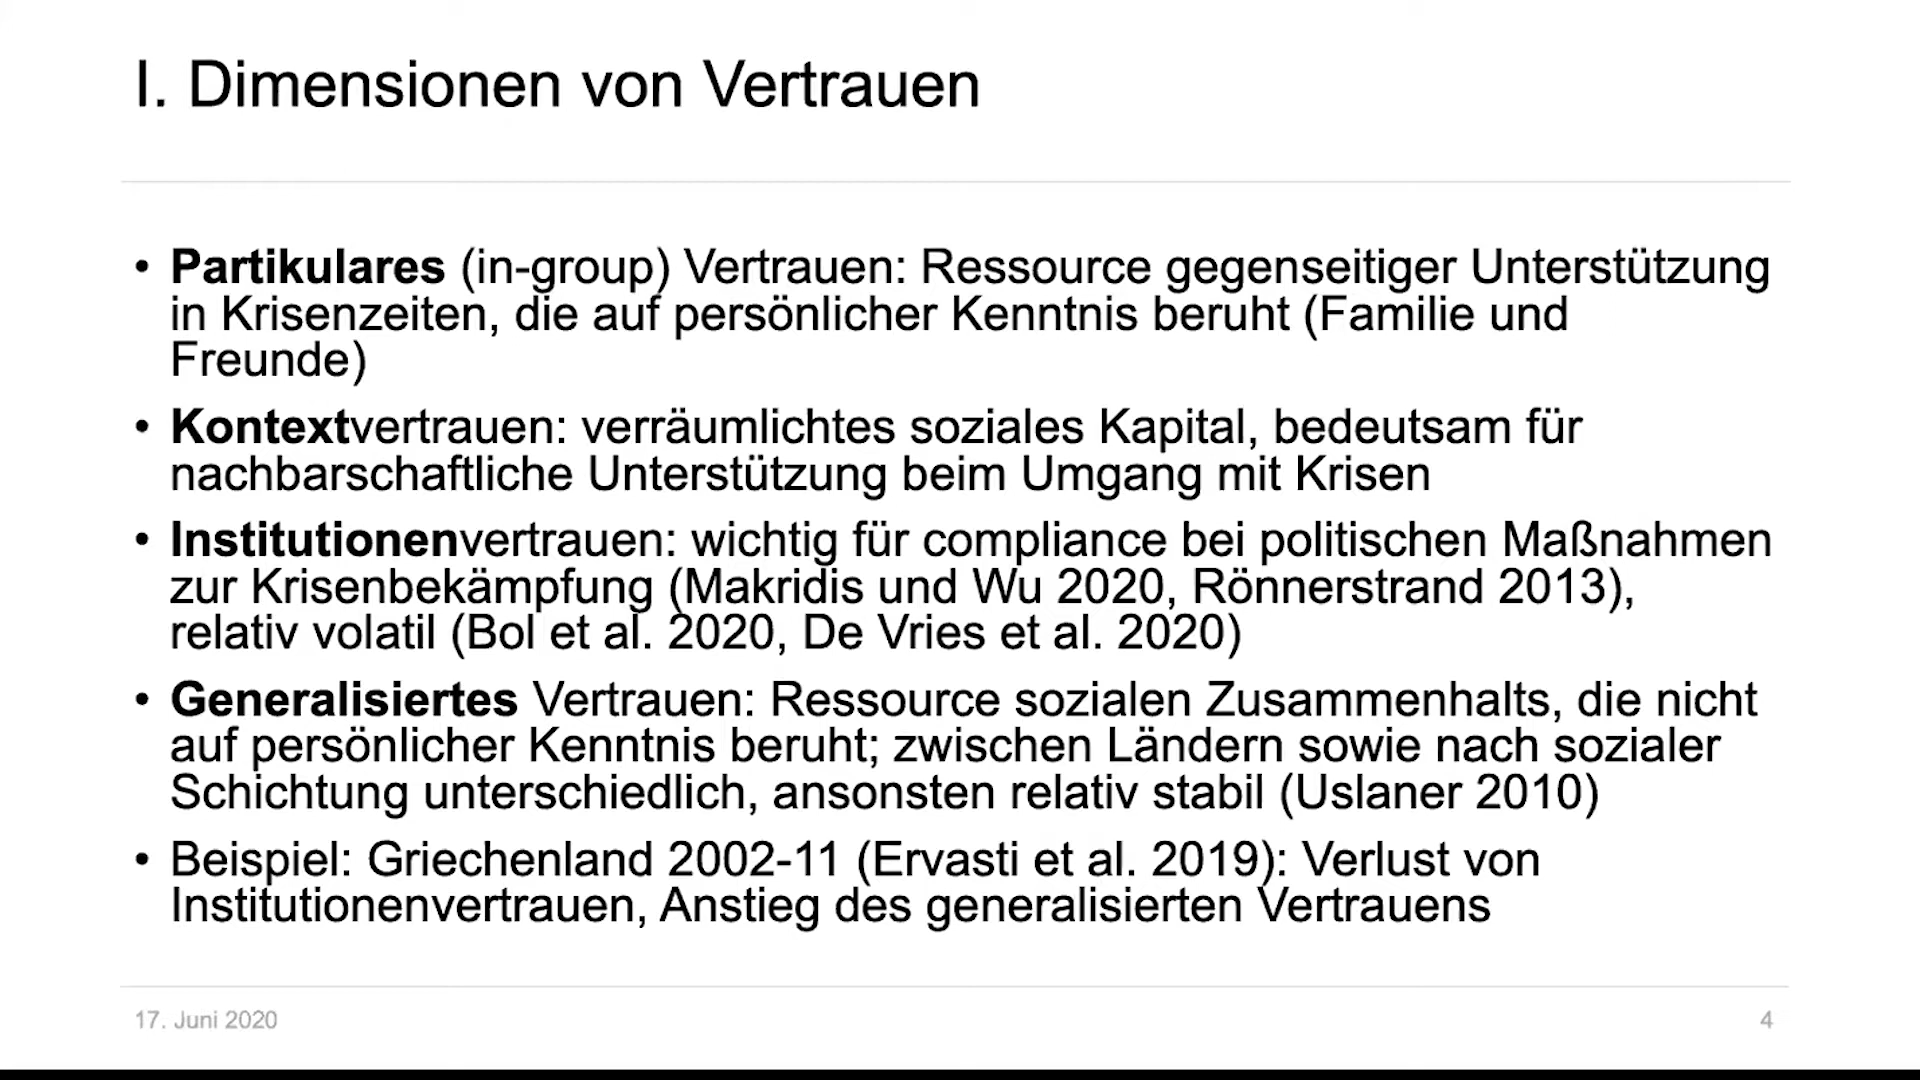 I. Dimensionen von Vertrauen
• Partikulares (in-group) Vertrauen: Ressource gegenseitiger Unterstützung
in Krisenzeiten, die auf persönlicher Kenntnis beruht (Familie und
Freunde)
• Kontextvertrauen: verräumlichtes soziales Kapital, bedeutsam für
nachbarschaftliche Unterstützung beim Umgang mit Krisen
• Institutionenvertrauen: wichtig für compliance bei politischen Maßnahmen
zur Krisenbekämpfung (Makridis und Wu 2020, Rönnerstrand 2013),
relativ volatil (Bol et al. 2020, De Vries et al. 2020)
• Generalisiertes Vertrauen: Ressource sozialen Zusammenhalts, die nicht
auf persönlicher Kenntnis beruht; zwischen Ländern sowie nach sozialer
Schichtung unterschiedlich, ansonsten relativ stabil (Uslaner 2010)
• Beispiel: Griechenland 2002-11 (Ervasti et al. 2019): Verlust von
Institutionenvertrauen, Anstieg des generalisierten Vertrauens
17. Juni 2020
4